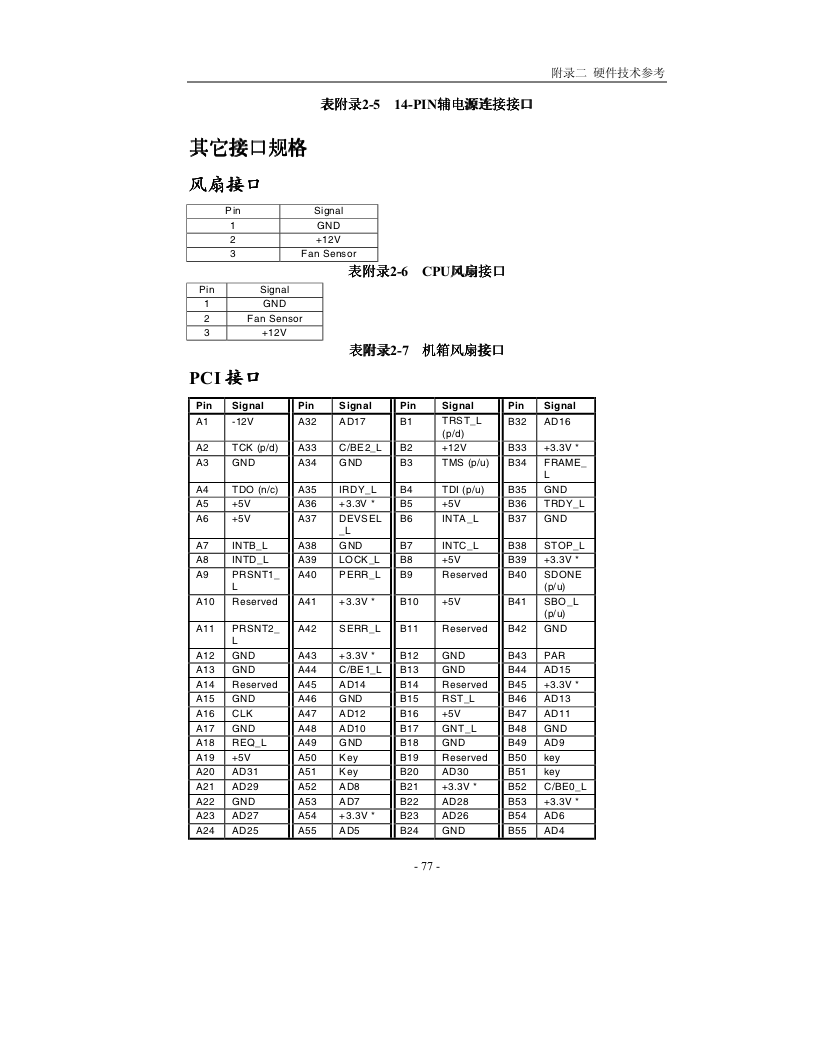 附录二 硬件技术参考
表附录2-5 14-PIN辅电源连接接口
其它接口规格
风扇接口
Pin Signal
1 GND
2 +12V
3 Fan Sensor
表附录2-6 CPU风扇接口
Pin Signal
1 GND
2 Fan Sensor
3 +12V
表附录2-7 机箱风扇接口
PCI 接口
Pin Signal Pin Signal Pin Signal Pin Signal
A1 -12V A32 AD17 B1 TRST_L B32 AD16
(p/d)
A2 TCK (p/d) A33 C/BE2_L B2 +12V B33 +3.3V *
A3 GND A34 GND B3 TMS (p/u) B34 FRAME_
L
A4 TDO (n/c) A35 IRDY_L B4 TDI (p/u) B35 GND
A5 +5V A36 +3.3V * B5 +5V B36 TRDY_L
A6 +5V A37 DEVSEL B6 INTA_L B37 GND
_L
A7 INTB_L A38 GND B7 INTC_L B38 STOP_L
A8 INTD_L A39 LOCK_L B8 +5V B39 +3.3V *
A9 PRSNT1_ A40 PERR_L B9 Reserved B40 SDONE
L (p/u)
A10 Reserved A41 +3.3V * B10 +5V B41 SBO_L
(p/u)
A11 PRSNT2_ A42 SERR_L B11 Reserved B42 GND
L
A12 GND A43 +3.3V * B12 GND B43 PAR
A13 GND A44 C/BE1_L B13 GND B44 AD15
A14 Reserved A45 AD14 B14 Reserved B45 +3.3V *
A15 GND A46 GND B15 RST_L B46 AD13
A16 CLK A47 AD12 B16 +5V B47 AD11
A17 GND A48 AD10 B17 GNT_L B48 GND
A18 REQ_L A49 GND B18 GND B49 AD9
A19 +5V A50 Key B19 Reserved B50 key
A20 AD31 A51 Key B20 AD30 B51 key
A21 AD29 A52 AD8 B21 +3.3V * B52 C/BE0_L
A22 GND A53 AD7 B22 AD28 B53 +3.3V *
A23 AD27 A54 +3.3V * B23 AD26 B54 AD6
A24 AD25 A55 AD5 B24 GND B55 AD4
- 77 -